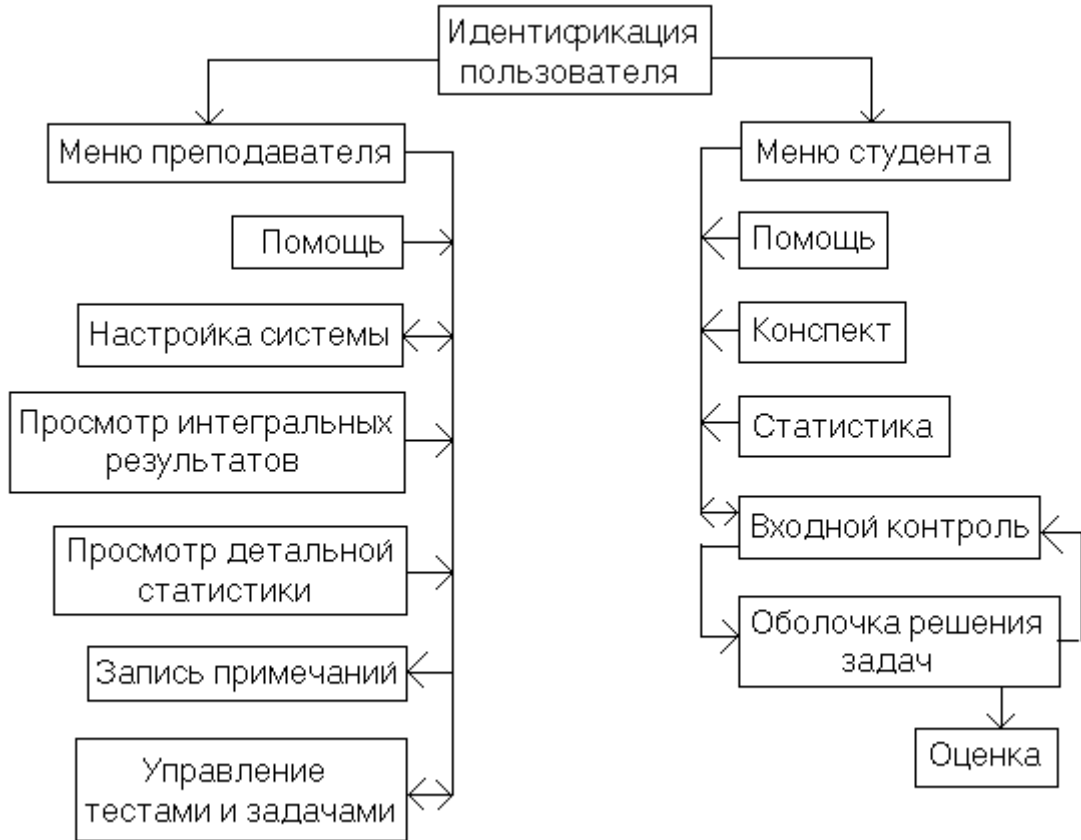 Идентификация
пользователя
Меню преподавателя
Помощь
Настройка системы
Просмотр интегральных
результатов
Просмотр детальной
статистики
Запись примечаний
Управление
тестами и задачами
Меню студента
Помощь
Конспект
Статистика
Входной контроль
Оболочка решения
задач
Оценка